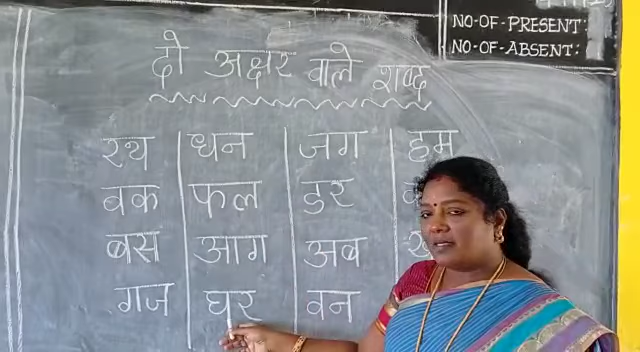 NO-OF-PRESENT:
NO-OF-ABSENT:
दो अक्षर वाले शब्द
रथ धन जग हम
वक फल डर
बस आग अब
गज घर वन